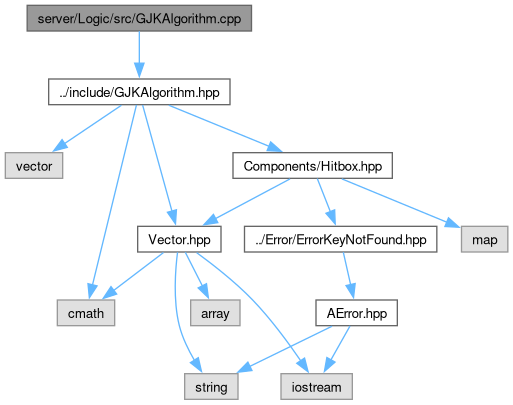 server/Logic/src/GJKAlgorithm.cpp
../include/GJKAlgorithm.hpp
vector
Components/Hitbox.hpp
Vector.hpp
../Error/ErrorKeyNotFound.hpp
map
cmath
array
AError.hpp
string
iostream